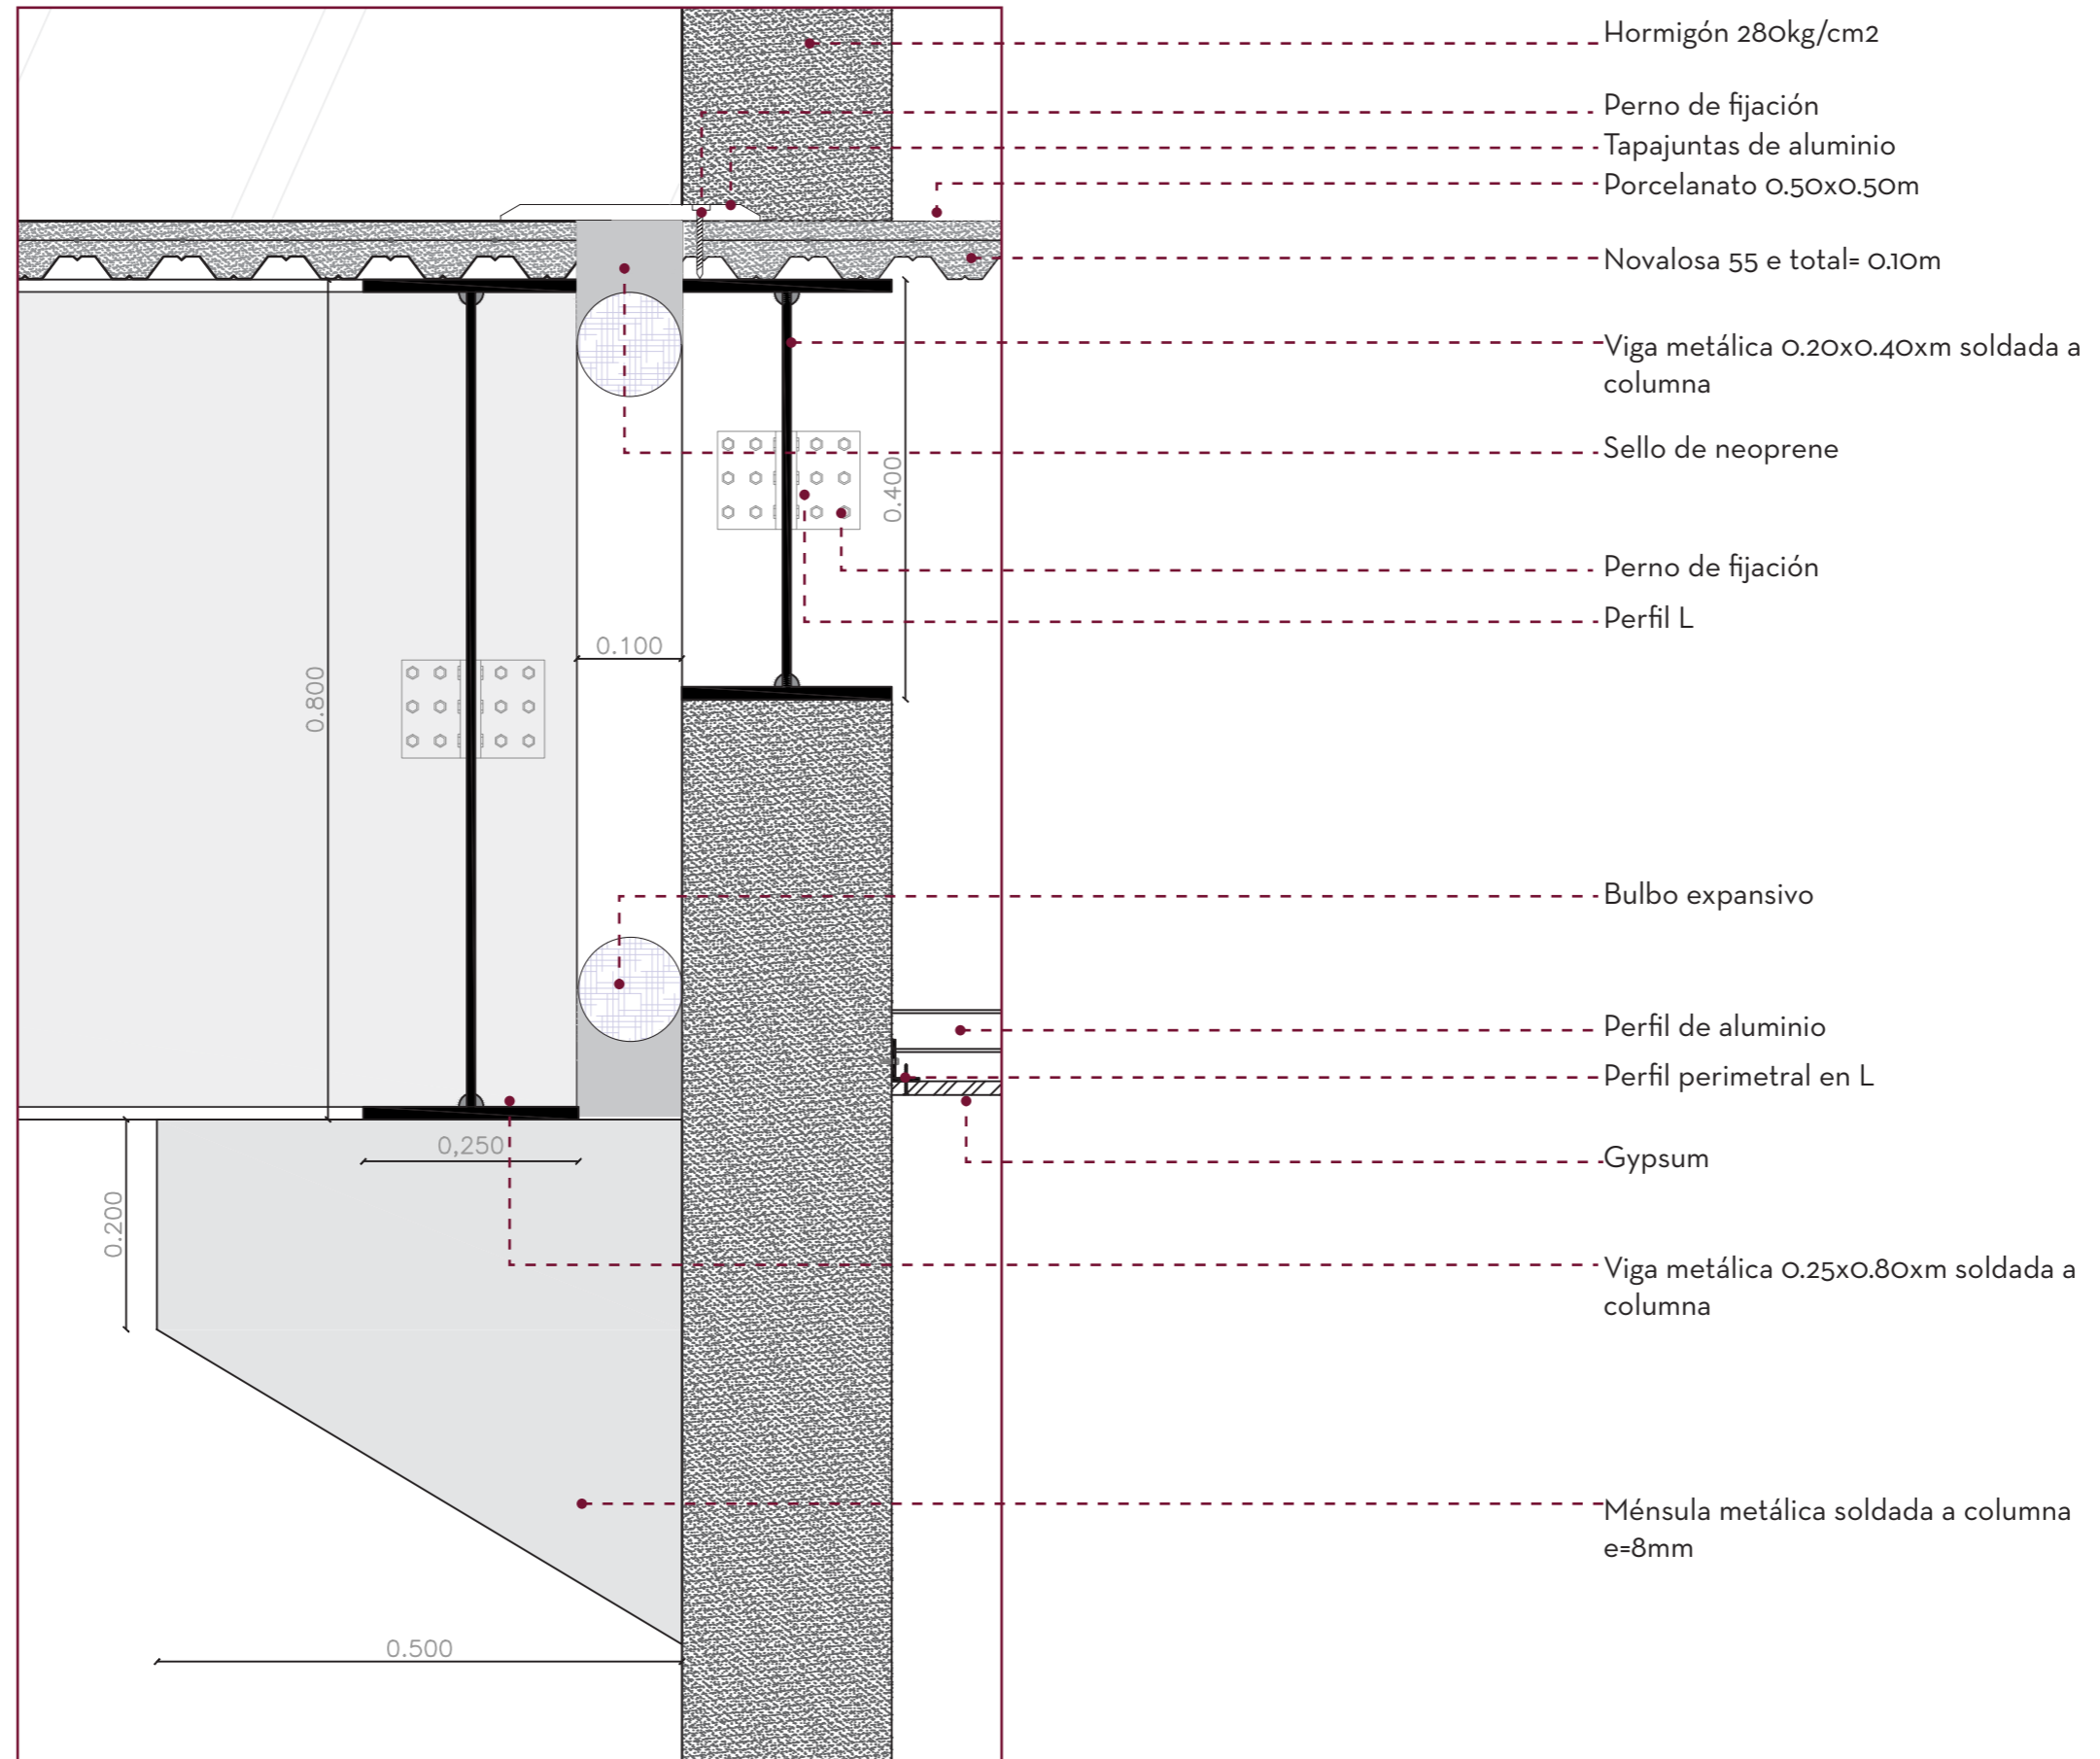 Hormigón 280kg/cm2
Perno de fijación
Tapajuntas de aluminio
Porcelanato 0.50x0.50m
Novalosa 55 e total= 0.10m
Viga metálica 0.20x0.40xm soldada a
columna
Sello de neoprene
0.400
Perno de fijación
Perfil L
0.100
0.800
Bulbo expansivo
Perfil de aluminio
Perfil perimetral en L
0,250
Gypsum
0.200
Viga metálica 0.25x0.80xm soldada a
columna
Ménsula metálica soldada a columna
e=8mm
0.500